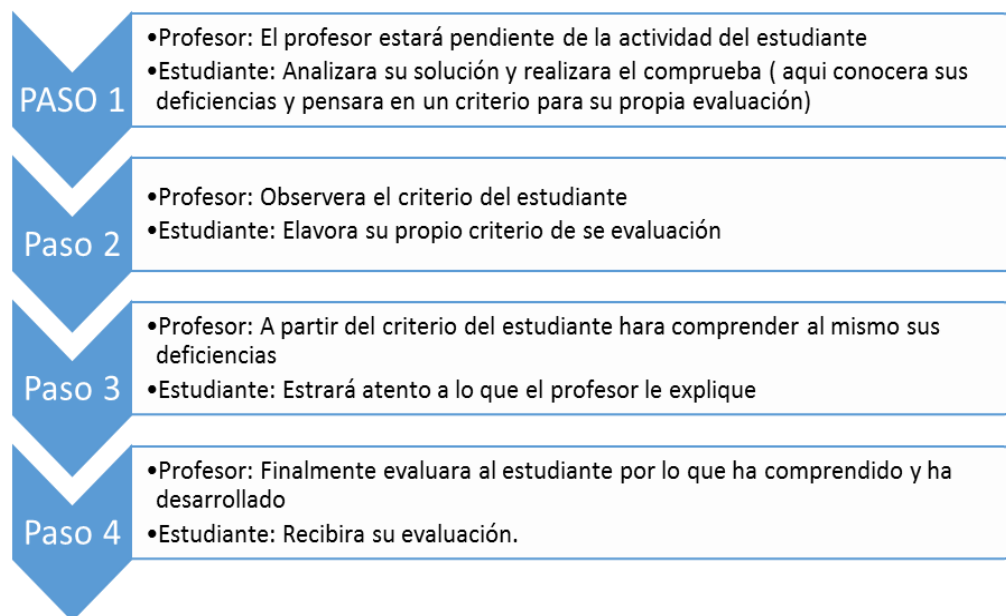 PASO 1
•Profesor: El profesor estará pendiente de la actividad del estudiante
•Estudiante: Analizara su solución y realizara el comprueba ( aqui conocera sus
deficiencias y pensara en un criterio para su propia evaluación)
Paso 2
•Profesor: Observera el criterio del estudiante
•Estudiante: Elavora su propio criterio de se evaluación
Paso 3
•Profesor: A partir del criterio del estudiante hara comprender al mismo sus
deficiencias
•Estudiante: Estrará atento a lo que el profesor le explique
Paso 4
•Profesor: Finalmente evaluara al estudiante por lo que ha comprendido y ha
desarrollado
•Estudiante: Recibira su evaluación.